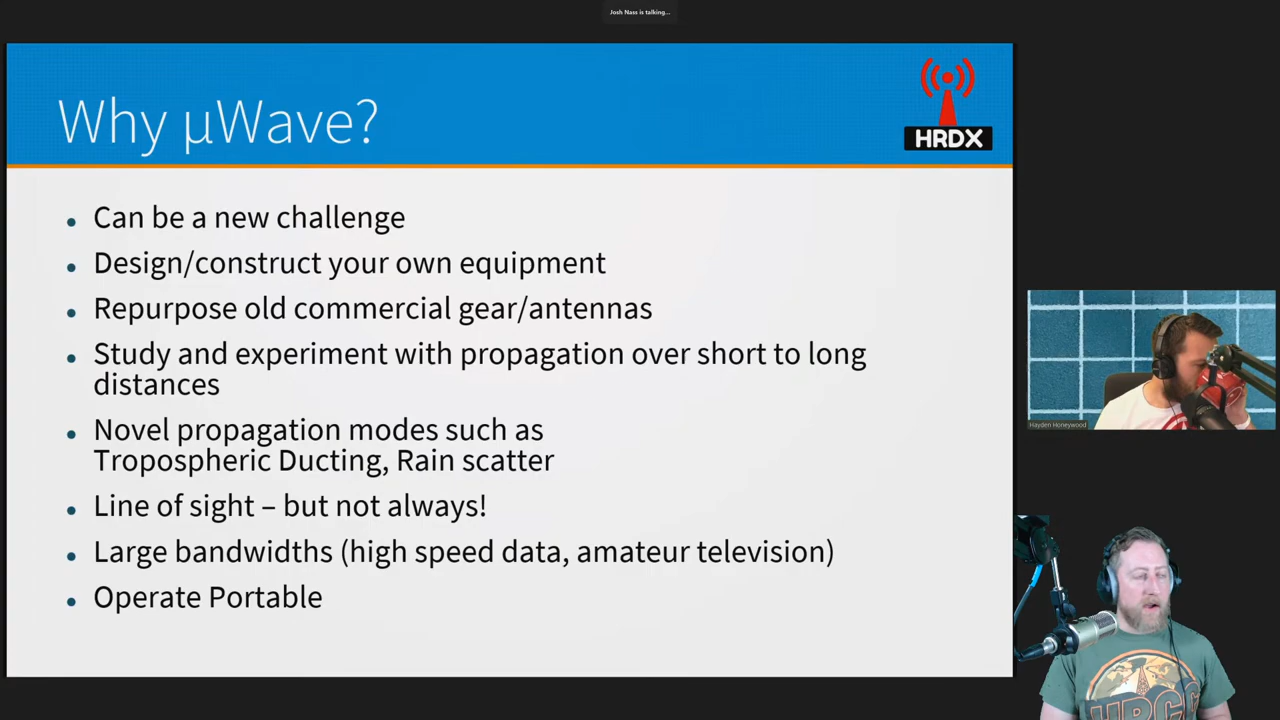 Josh Nass is talking...
Why µWave?
HRDX
Can be a new challenge
Design/construct your own equipment
Repurpose old commercial gear/antennas
Study and experiment with propagation over short to long
distances
Novel propagation modes such as
Tropospheric Ducting, Rain scatter
Line of sight – but not always!
Large bandwidths (high speed data, amateur television)
Operate Portable
Hayden Honeywood
HRCC